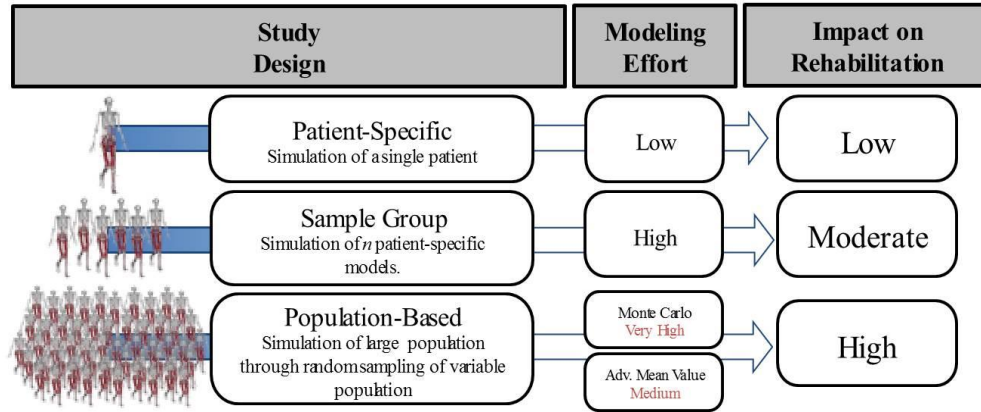 Study
Design
Modeling
Effort
Impact on
Rehabilitation
Patient-Specific
Simulation of a single patient
Low
Low
Sample Group
Simulation of n patient-specific
models.
High
Moderate
Population-Based
Simulation of large population
through random sampling of variable
population
Monte Carlo
Very High
Adv. Mean Value
Medium
High